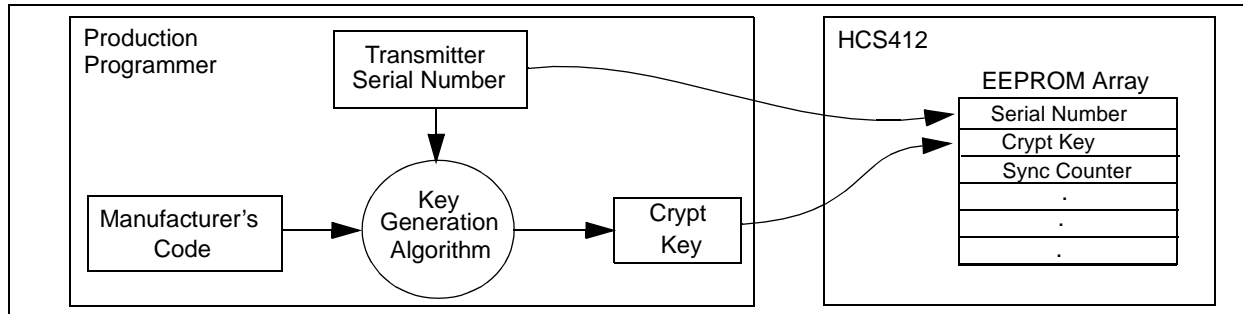 Production
Programmer
Transmitter
Serial Number
Manufacturer's
Code
Key
Generation
Algorithm
Crypt
Key
HCS412
EEPROM Array
Serial Number
Crypt Key
Sync Counter
.
.
.